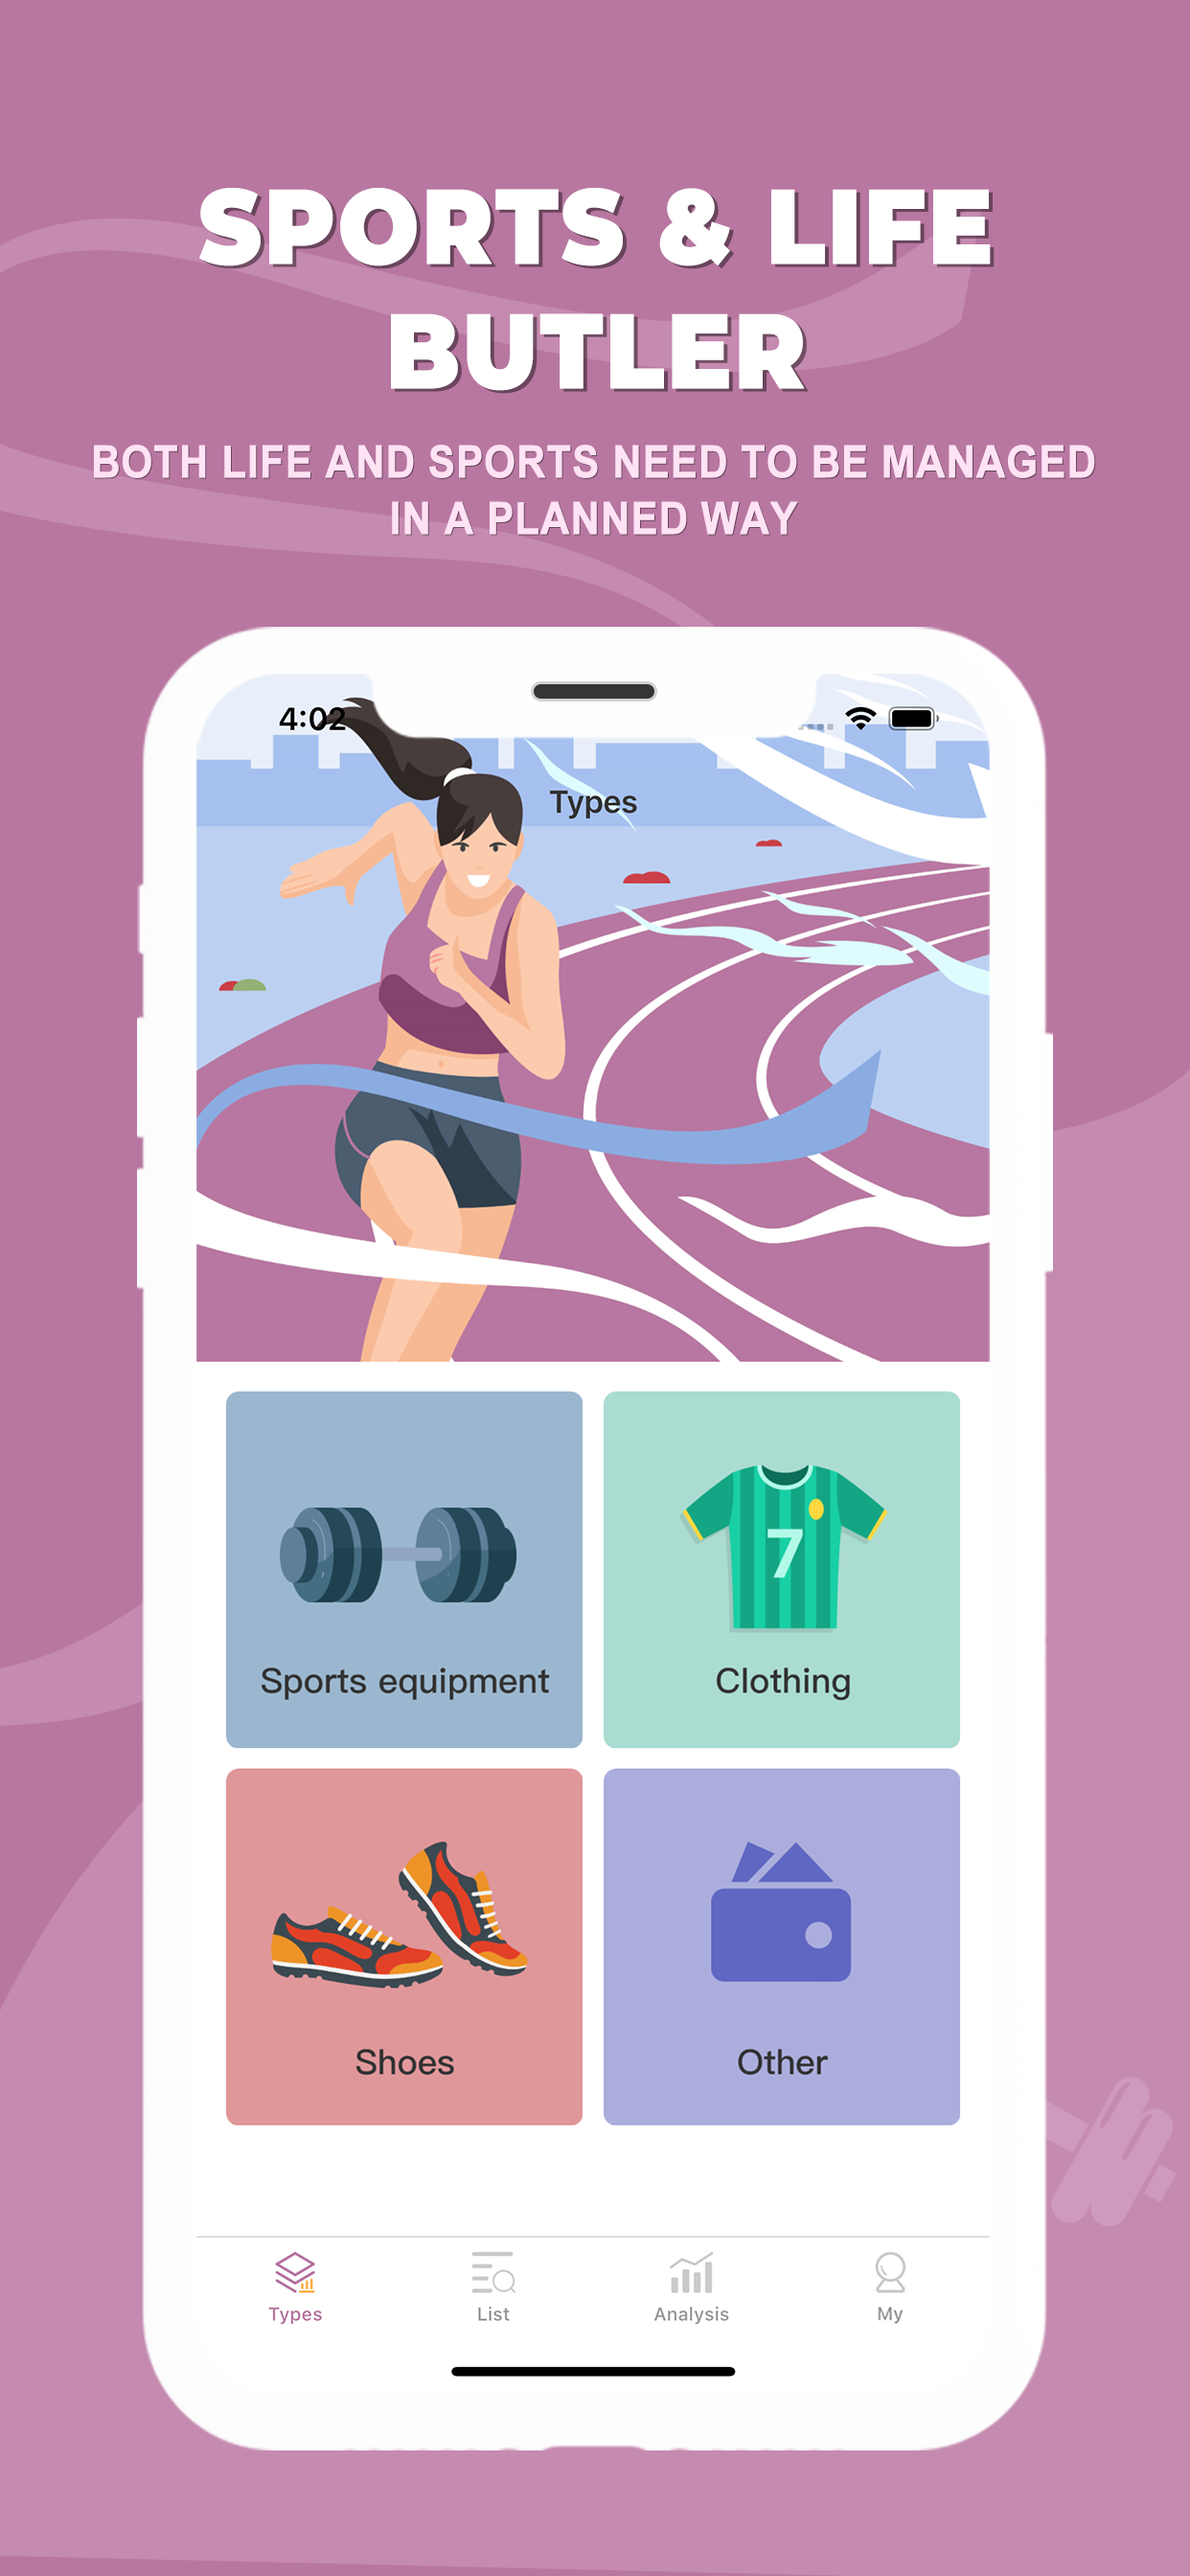 SPORTS & LIFE
BUTLER
BOTH LIFE AND SPORTS NEED TO BE MANAGED
IN A PLANNED WAY
4:02
Types
7
Sports equipment
Clothing
Shoes
Other
Types
List
Analysis
My